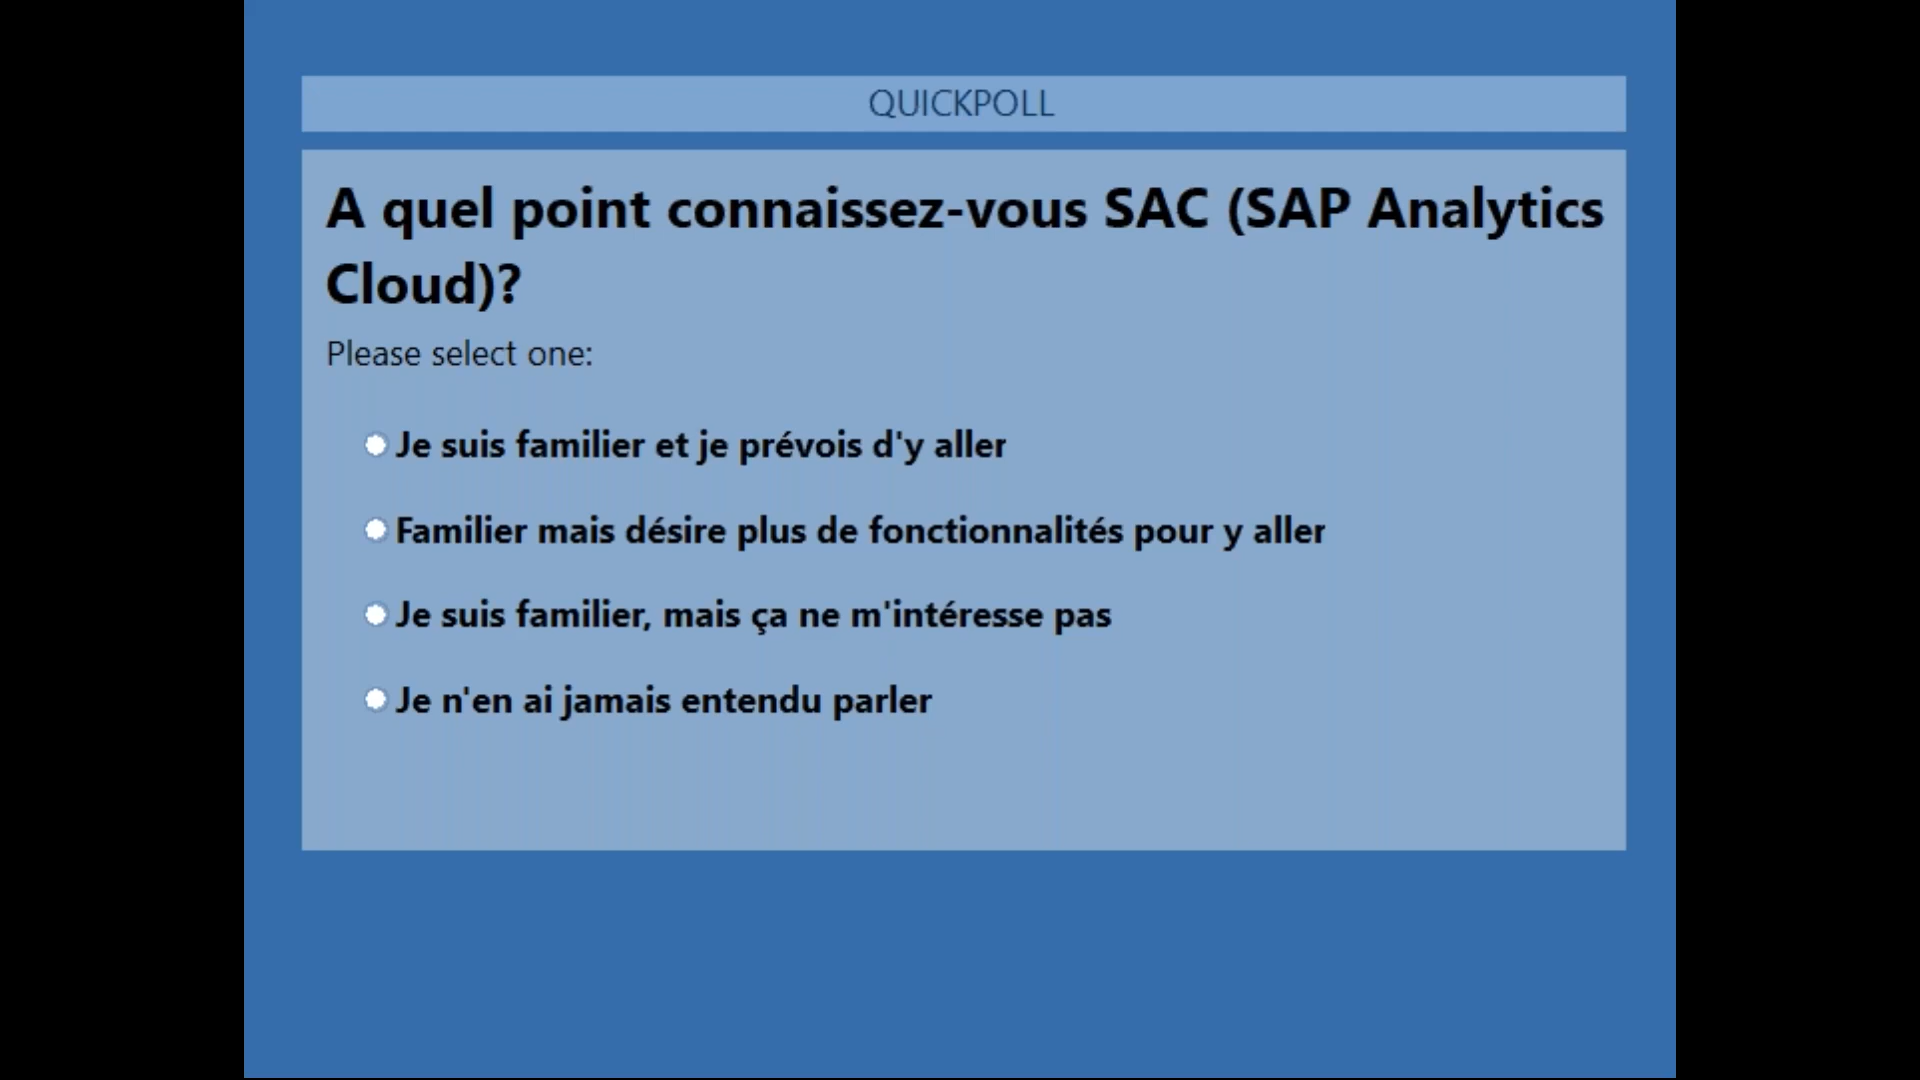 QUICKPOLL
A quel point connaissez-vous SAC (SAP Analytics
Cloud)?
Please select one:
Je suis familier et je prévois d'y aller
Familier mais désire plus de fonctionnalités pour y aller
Je suis familier, mais ça ne m'intéresse pas
Je n'en ai jamais entendu parler